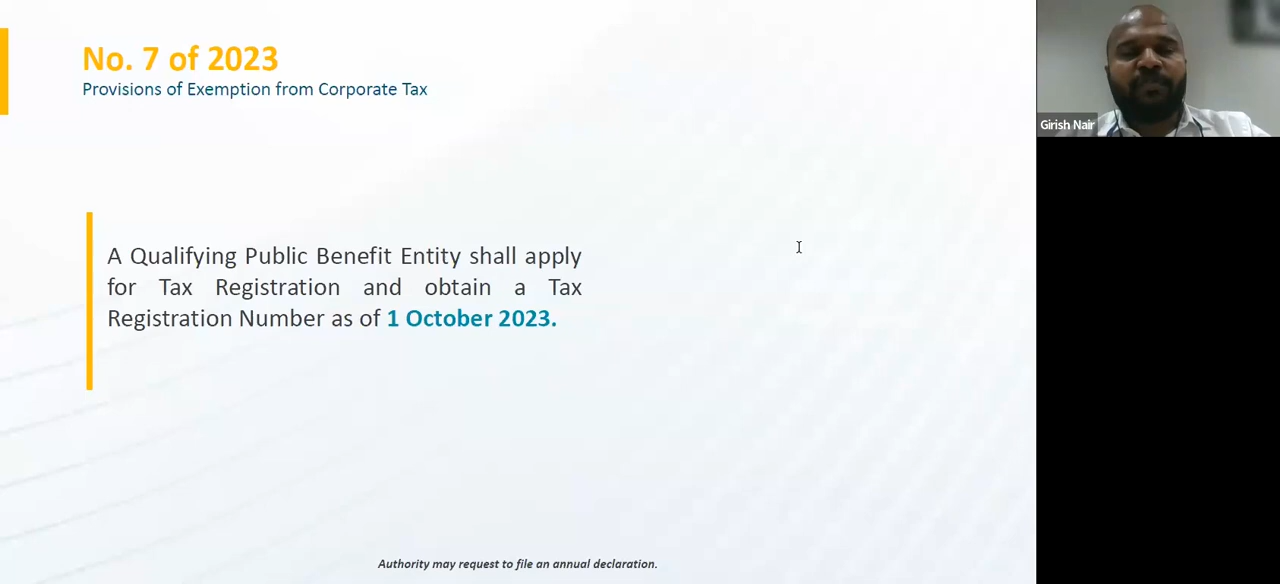 No. 7 of 2023
Provisions of Exemption from Corporate Tax
A Qualifying Public Benefit Entity shall apply
for Tax Registration and obtain a Tax
Registration Number as of 1 October 2023.
Authority may request to file an annual declaration.
Girish Nair